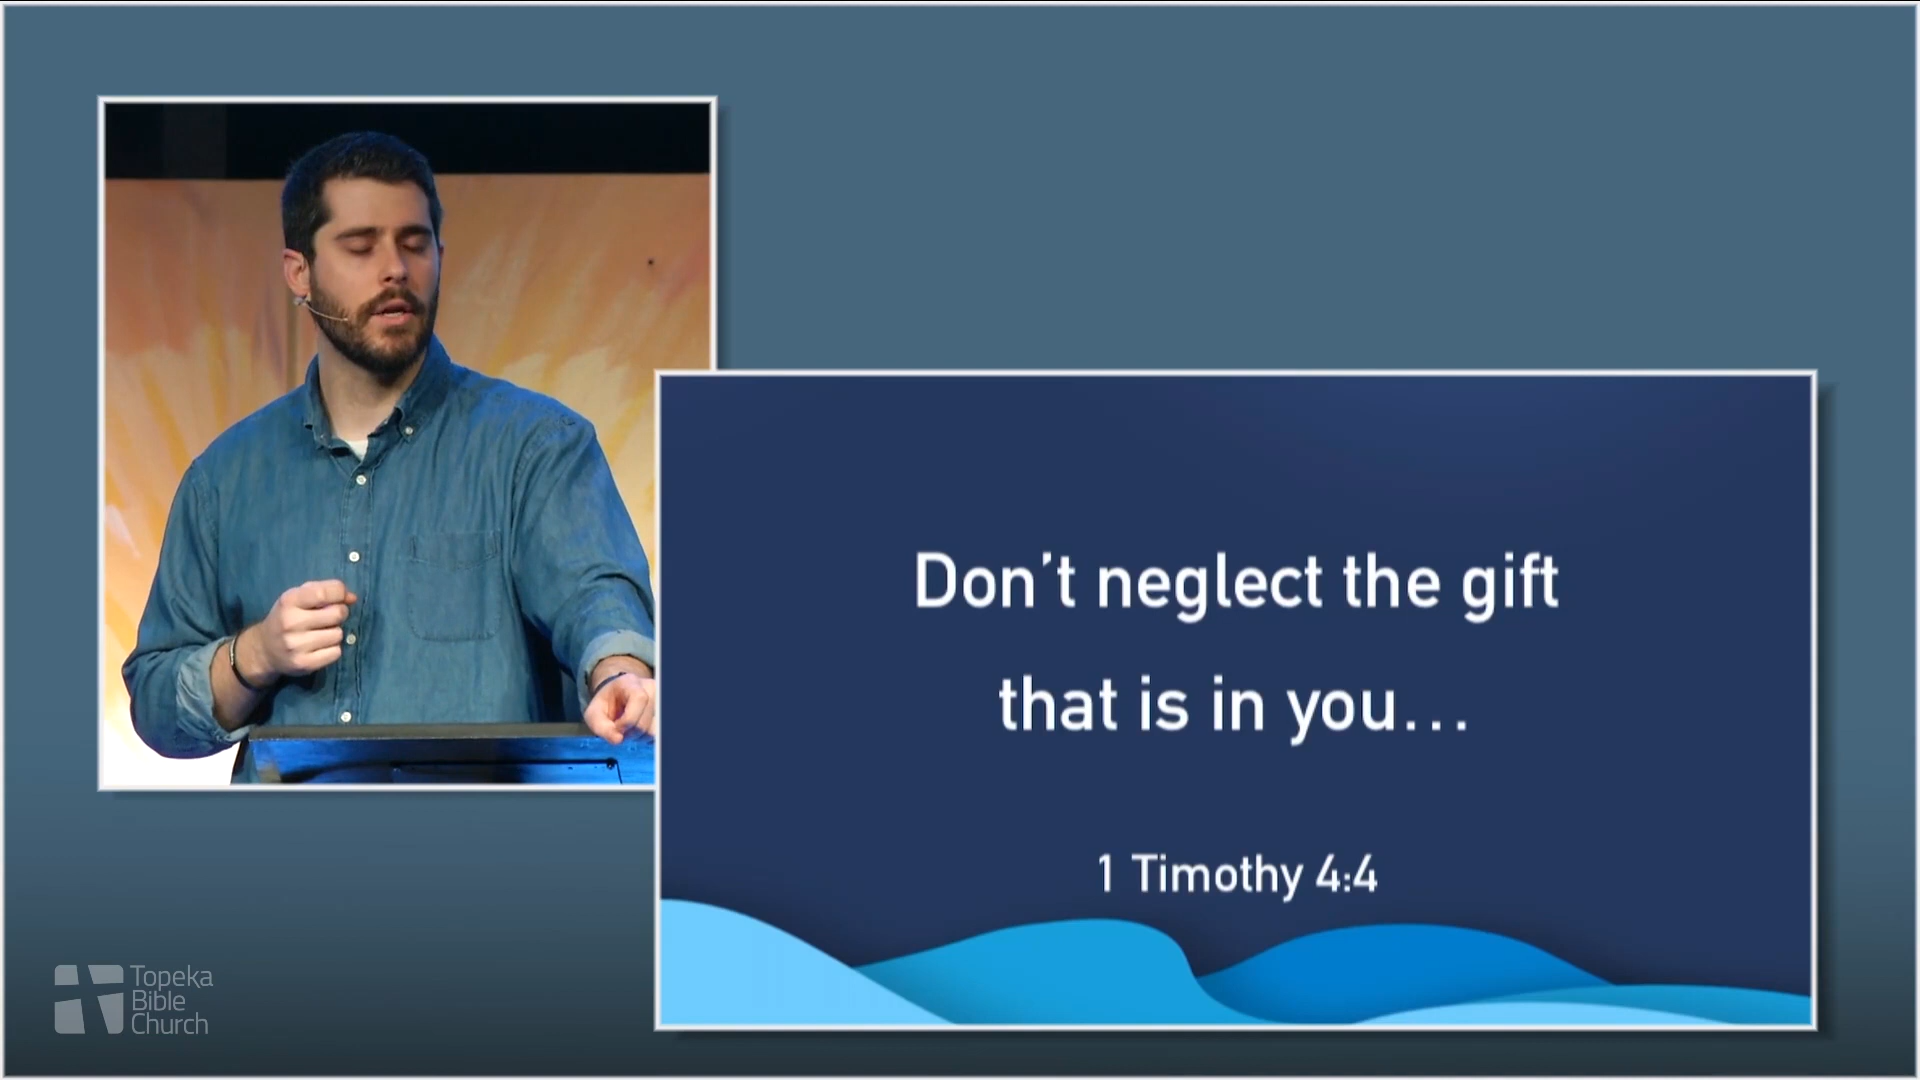 Don't neglect the gift
that is in you...
1 Timothy 4:4
Topeka
Bible
Church